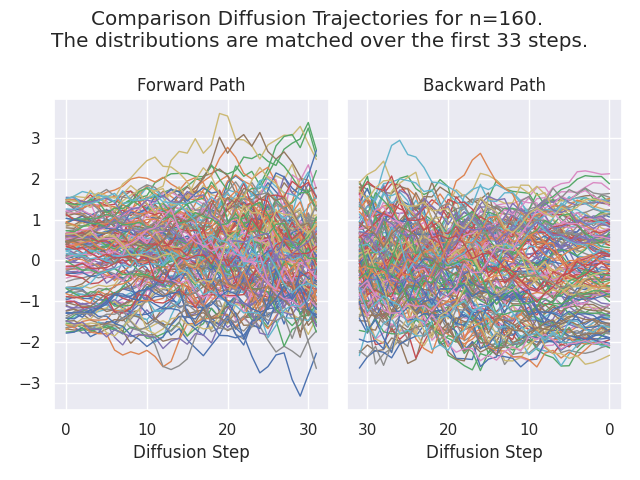 Comparison Diffusion Trajectories for n=160.
The distributions are matched over the first 33 steps.
Forward Path
Backward Path
3
2
1
0
−1
−2
−3
0 10 20 30
30 20 10 0
Diffusion Step
Diffusion Step